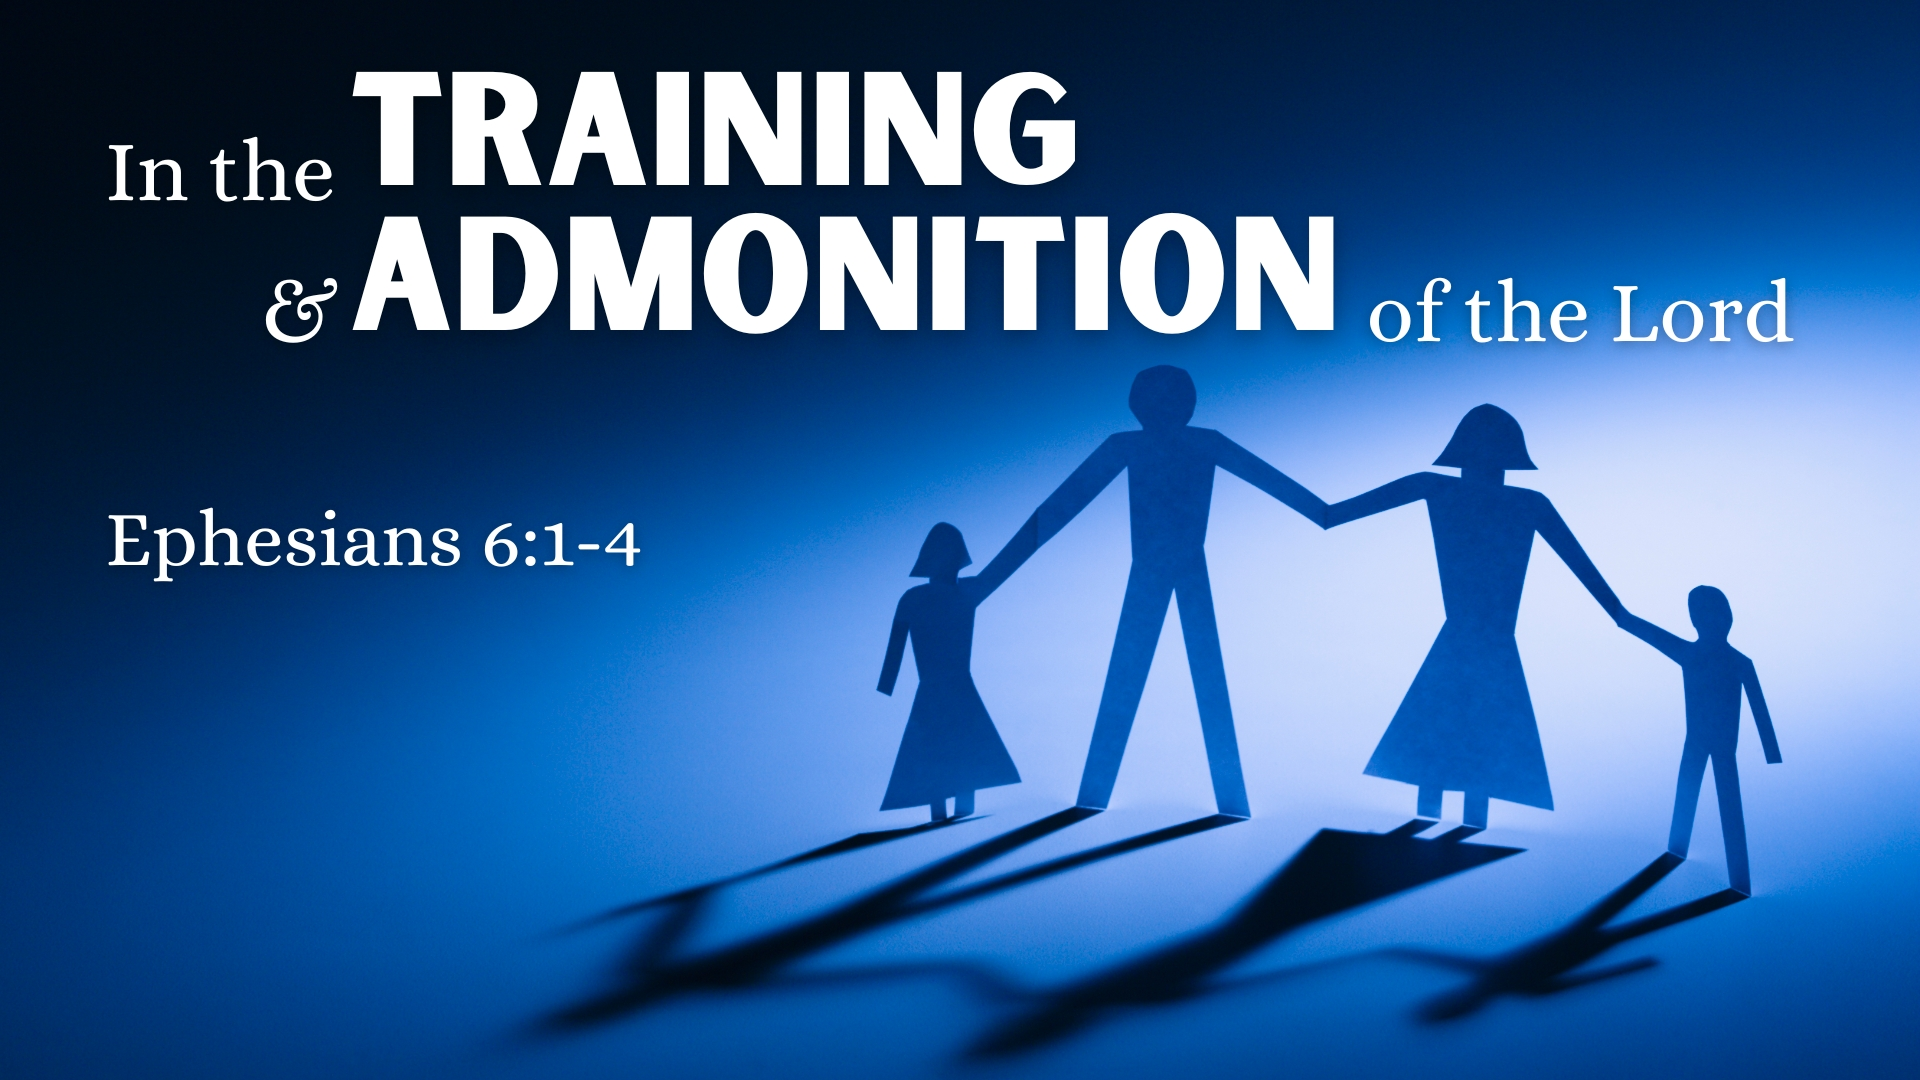 In the TRAINING
& ADMONITION of the Lord
Ephesians 6:1-4